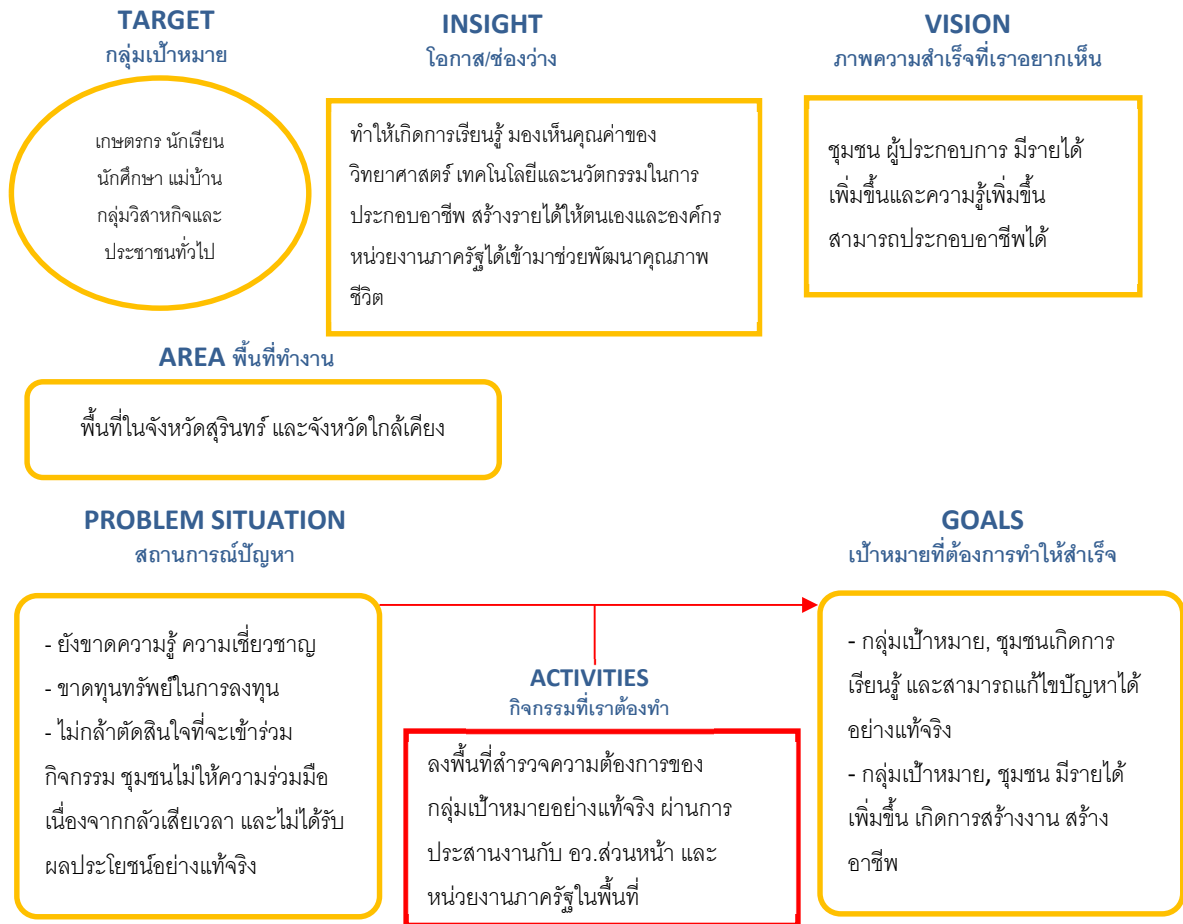 TARGET
กลุ่มเป้าหมาย
เกษตรกร นักเรียน
นักศึกษา แม่บ้าน
กลุ่มวิสาหกิจและ
ประชาชนทั่วไป
INSIGHT
โอกาส/ช่องว่าง
ทำให้เกิดการเรียนรู้ มองเห็นคุณค่าของ
วิทยาศาสตร์ เทคโนโลยีและนวัตกรรมในการ
ประกอบอาชีพ สร้างรายได้ให้ตนเองและองค์กร
หน่วยงานภาครัฐได้เข้ามาช่วยพัฒนาคุณภาพ
ชีวิต
VISION
ภาพความสำเร็จที่เราอยากเห็น
ชุมชน ผู้ประกอบการ มีรายได้
เพิ่มขึ้นและความรู้เพิ่มขึ้น
สามารถประกอบอาชีพได้
AREA พื้นที่ทำงาน
พื้นที่ในจังหวัดสุรินทร์ และจังหวัดใกล้เคียง
PROBLEM SITUATION
สถานการณ์ปัญหา
- ยังขาดความรู้ ความเชี่ยวชาญ
- ขาดทุนทรัพย์ในการลงทุน
- ไม่กล้าตัดสินใจที่จะเข้าร่วม
กิจกรรม ชุมชนไม่ให้ความร่วมมือ
เนื่องจากกลัวเสียเวลา และไม่ได้รับ
ผลประโยชน์อย่างแท้จริง
ACTIVITIES
กิจกรรมที่เราต้องทำ
ลงพื้นที่สำรวจความต้องการของ
กลุ่มเป้าหมายอย่างแท้จริง ผ่านการ
ประสานงานกับ อว.ส่วนหน้า และ
หน่วยงานภาครัฐในพื้นที่
GOALS
เป้าหมายที่ต้องการทำให้สำเร็จ
- กลุ่มเป้าหมาย, ชุมชนเกิดการ
เรียนรู้ และสามารถแก้ไขปัญหาได้
อย่างแท้จริง
- กลุ่มเป้าหมาย, ชุมชน มีรายได้
เพิ่มขึ้น เกิดการสร้างงาน สร้าง
อาชีพ